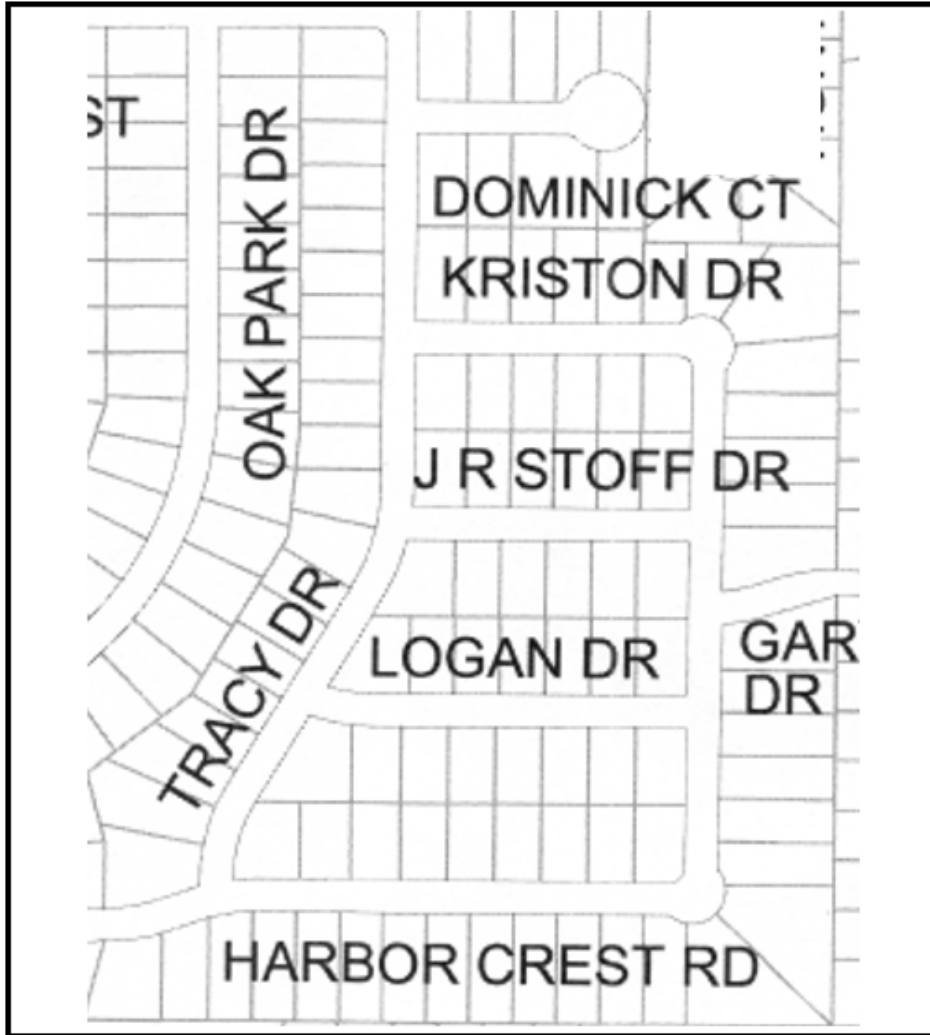 ST
OAK PARK DR
DOMINICK CT
KRISTON DR
J R STOFF DR
TRACY DR
LOGAN DR
GAR
DR
HARBOR CREST RD